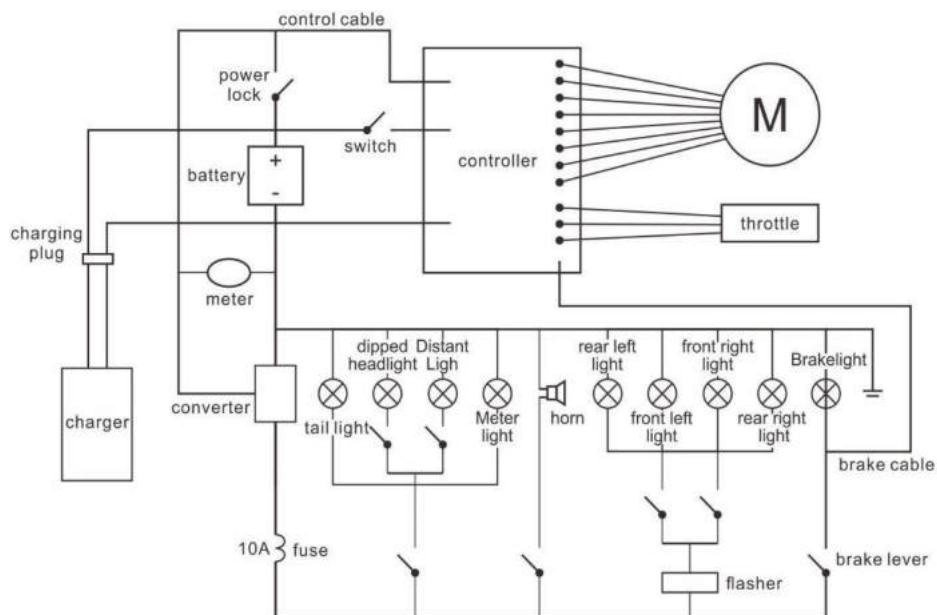 control cable
power
lock
switch
battery
+
-
controller
M
throttle
charging
plug
meter
charger
converter
dipped
headlight
Distant
Ligh
tail light
Meter
light
horn
rear left
light
front left
light
front right
light
rear right
light
Brakelight
brake cable
10A
fuse
flasher
brake lever